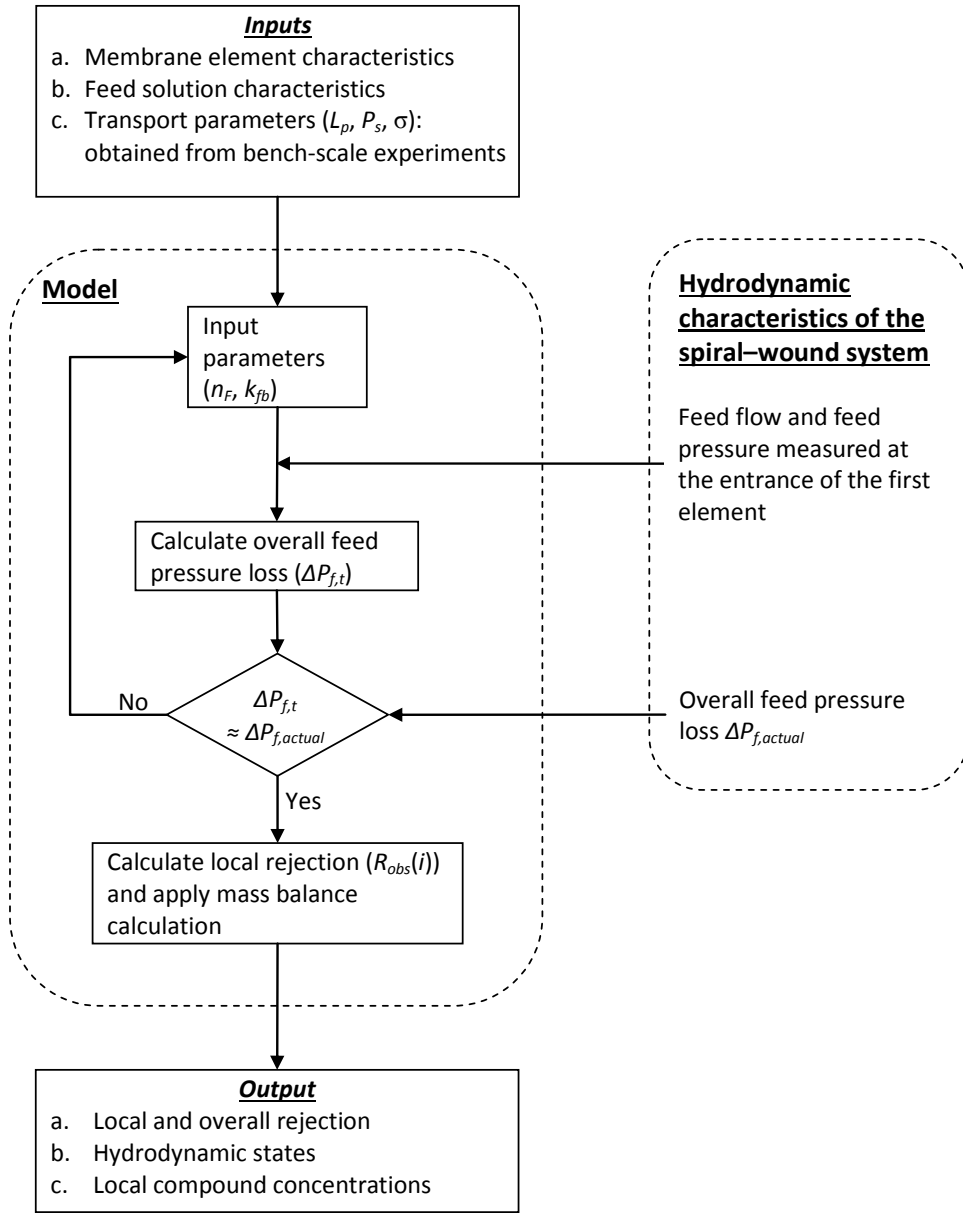 Inputs
a. Membrane element characteristics
b. Feed solution characteristics
c. Transport parameters (Lp, Ps, σ):
obtained from bench-scale experiments
Model
Input
parameters
(nF, kfb)
Hydrodynamic
characteristics of the
spiral–wound system
Feed flow and feed
pressure measured at
the entrance of the first
element
Calculate overall feed
pressure loss (ΔPf,t)
No
ΔPf,t
≈ ΔPf,actual
Overall feed pressure
loss ΔPf,actual
Yes
Calculate local rejection (Robs(i))
and apply mass balance
calculation
Output
a. Local and overall rejection
b. Hydrodynamic states
c. Local compound concentrations